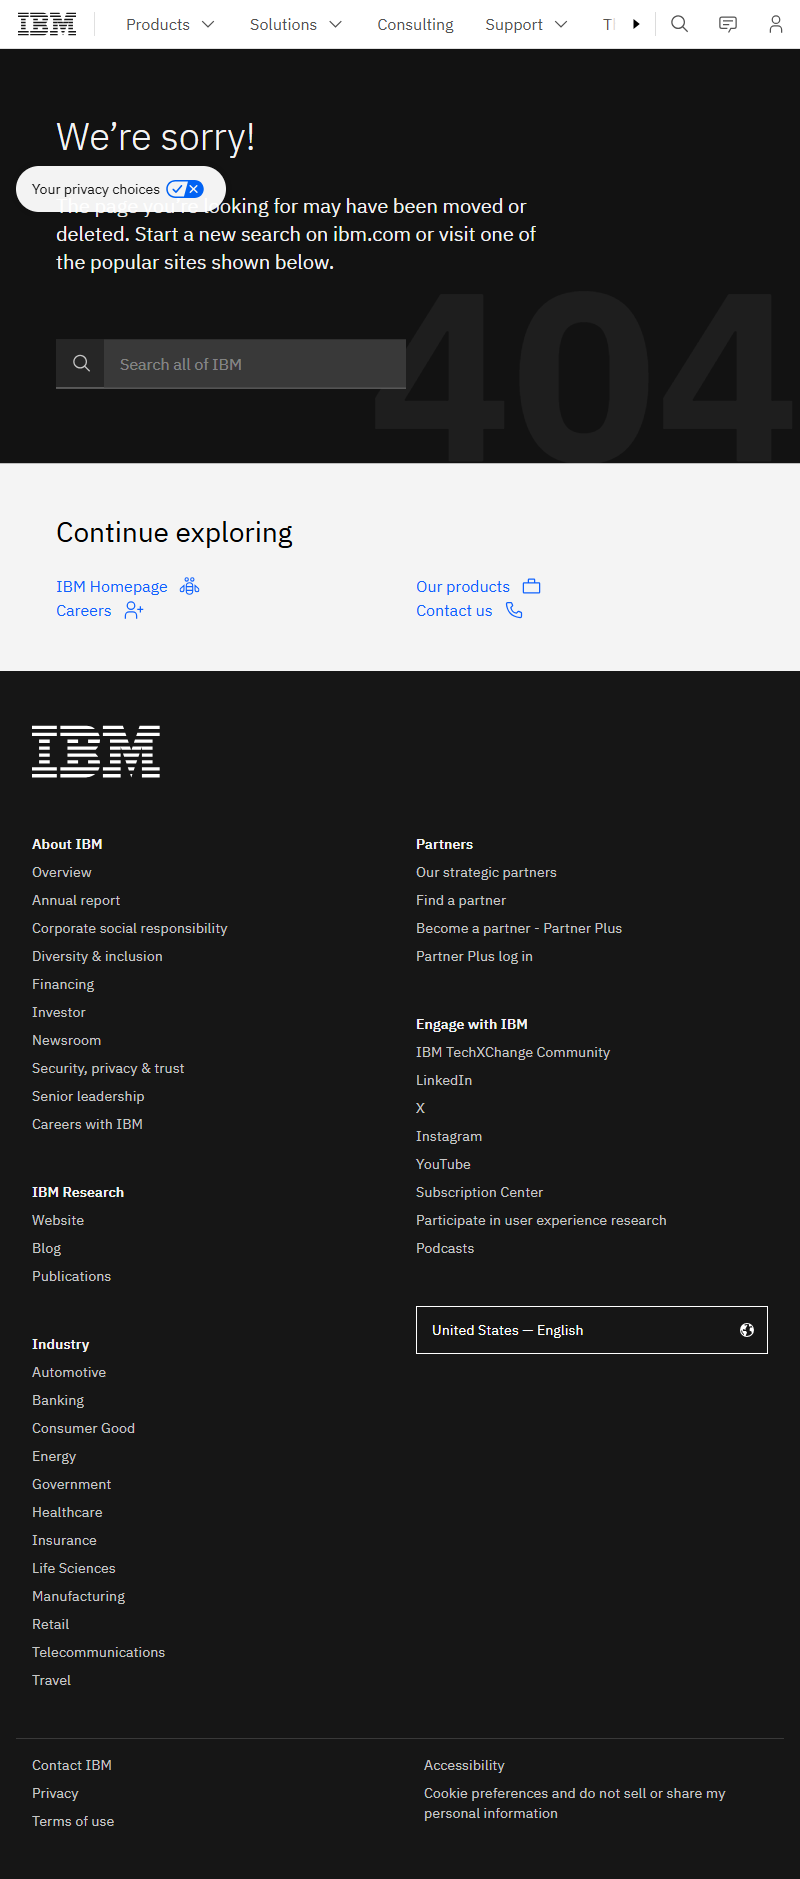 IBM
Products
Solutions
Consulting
Support
We're sorry!
Your privacy choices
The page you're looking for may have been moved or
deleted. Start a new search on ibm.com or visit one of
the popular sites shown below.
404
Search all of IBM
Continue exploring
IBM Homepage
Our products
Careers
Contact us
IBM
About IBM
Overview
Annual report
Corporate social responsibility
Diversity & inclusion
Financing
Investor
Newsroom
Security, privacy & trust
Senior leadership
Careers with IBM
IBM Research
Website
Blog
Publications
Industry
Automotive
Banking
Consumer Good
Energy
Government
Healthcare
Insurance
Life Sciences
Manufacturing
Retail
Telecommunications
Travel
Partners
Our strategic partners
Find a partner
Become a partner - Partner Plus
Partner Plus log in
Engage with IBM
IBM TechXChange Community
LinkedIn
X
Instagram
YouTube
Subscription Center
Participate in user experience research
Podcasts
United States — English
Contact IBM
Privacy
Terms of use
Accessibility
Cookie preferences and do not sell or share my
personal information